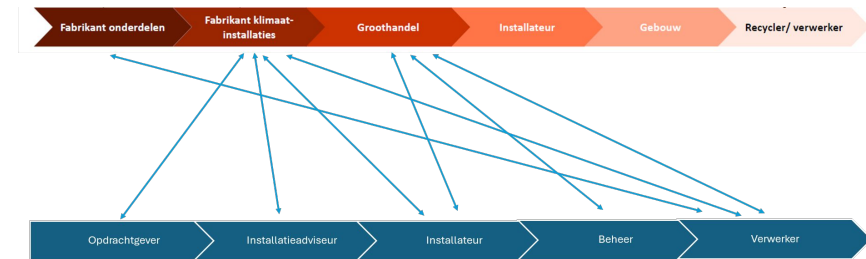 Fabrikant onderdelen
Fabrikant klimaat-
installaties
Groothandel
Installateur
Gebouw
Recycler/ verwerker
Opdrachtgever
Installatieadviseur
Installateur
Beheer
Verwerker